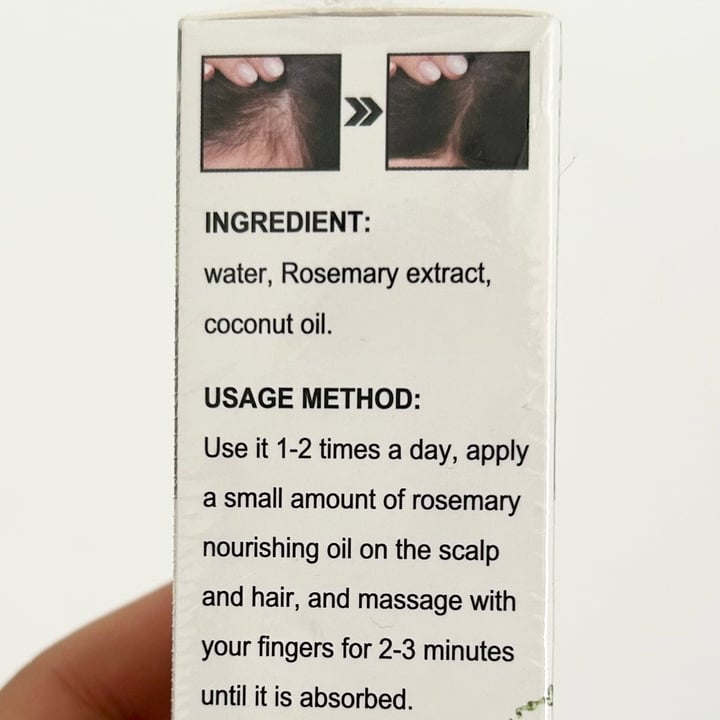 INGREDIENT:
water, Rosemary extract,
coconut oil.
USAGE METHOD:
Use it 1-2 times a day, apply
a small amount of rosemary
nourishing oil on the scalp
and hair, and massage with
your fingers for 2-3 minutes
until it is absorbed.